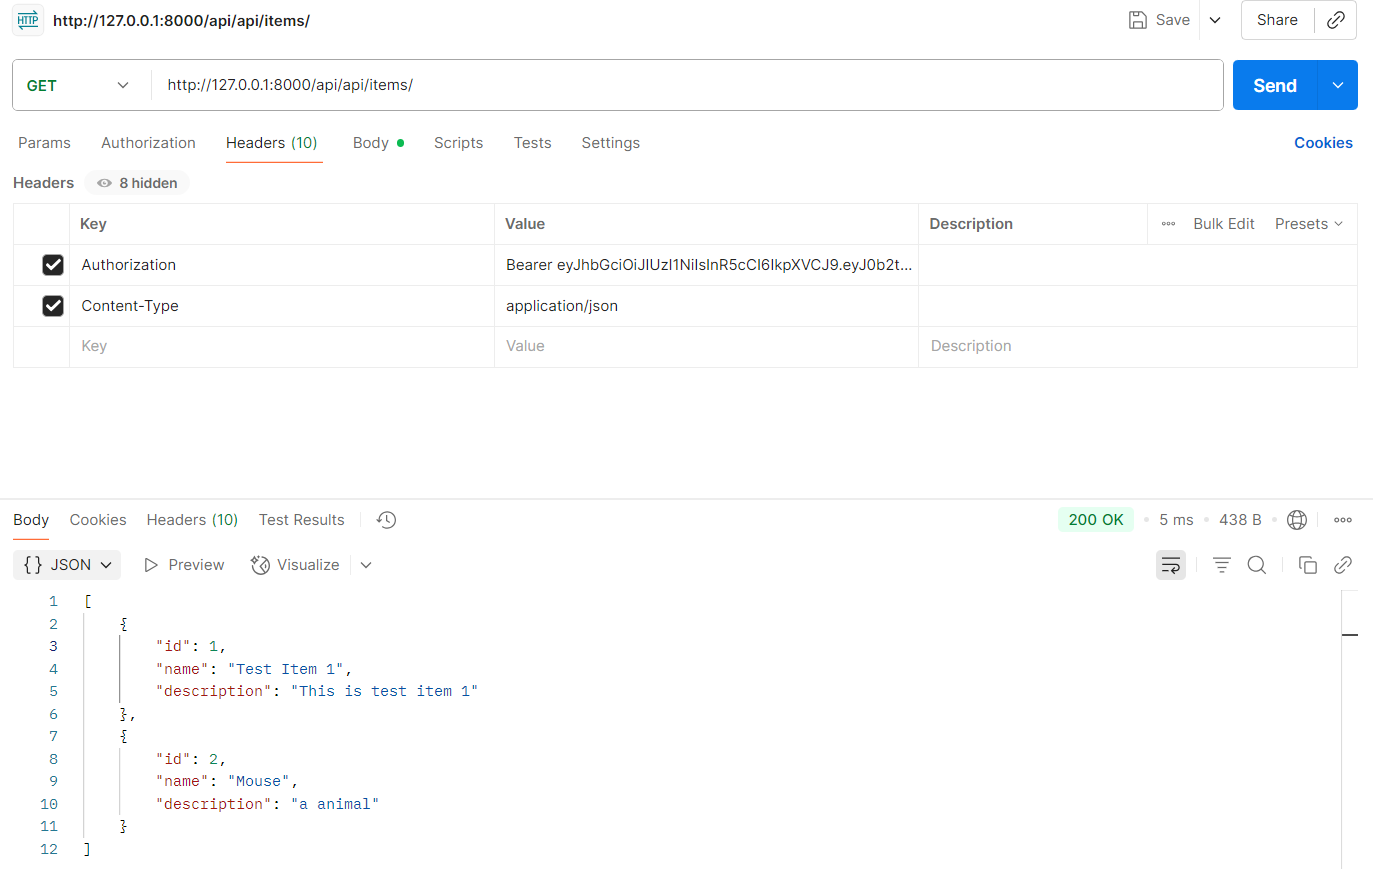 HTTP http://127.0.0.1:8000/api/api/items/ Save Share
GET http://127.0.0.1:8000/api/api/items/ Send
Params Authorization Headers (10) Body Scripts Tests Settings Cookies
Headers 8 hidden
Key Value Description Bulk Edit Presets
Authorization Bearer eyJhbGciOiJIUzI1NiIsInR5cCI6IkpXVCJ9.eyJ0b2t...
Content-Type application/json
Key Value Description
Body Cookies Headers (10) Test Results 200 OK 5 ms 438 B
{} JSON Preview Visualize
1 [
2 {
3 "id": 1,
4 "name": "Test Item 1",
5 "description": "This is test item 1"
6 },
7 {
8 "id": 2,
9 "name": "Mouse",
10 "description": "a animal"
11 }
12 ]